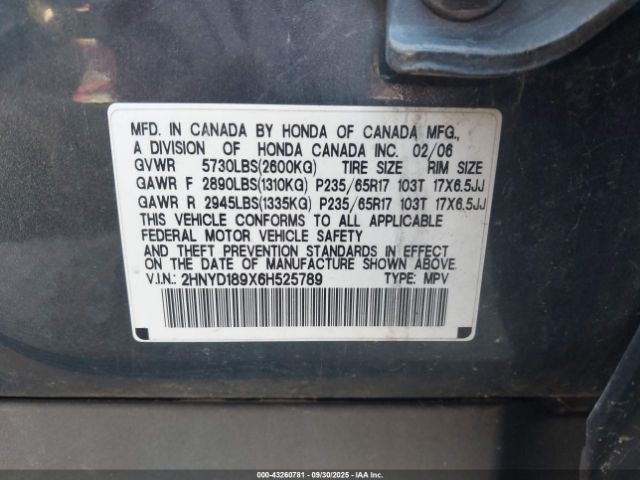 MFD. IN CANADA BY HONDA OF CANADA MFG.,
A DIVISION OF HONDA CANADA INC. 02/06
GVWR 5730LBS(2600KG) TIRE SIZE RIM SIZE
GAWR F 2890LBS(1310KG) P235/65R17 103T 17X6.5JJ
GAWR R 2945LBS(1335KG) P235/65R17 103T 17X6.5JJ
THIS VEHICLE CONFORMS TO ALL APPLICABLE
FEDERAL MOTOR VEHICLE SAFETY
AND THEFT PREVENTION STANDARDS IN EFFECT
ON THE DATE OF MANUFACTURE SHOWN ABOVE.
V.I.N.: 2HNYD189X6H525789 TYPE: MPV
000-43260781 - 09/30/2025 - IAA Inc.